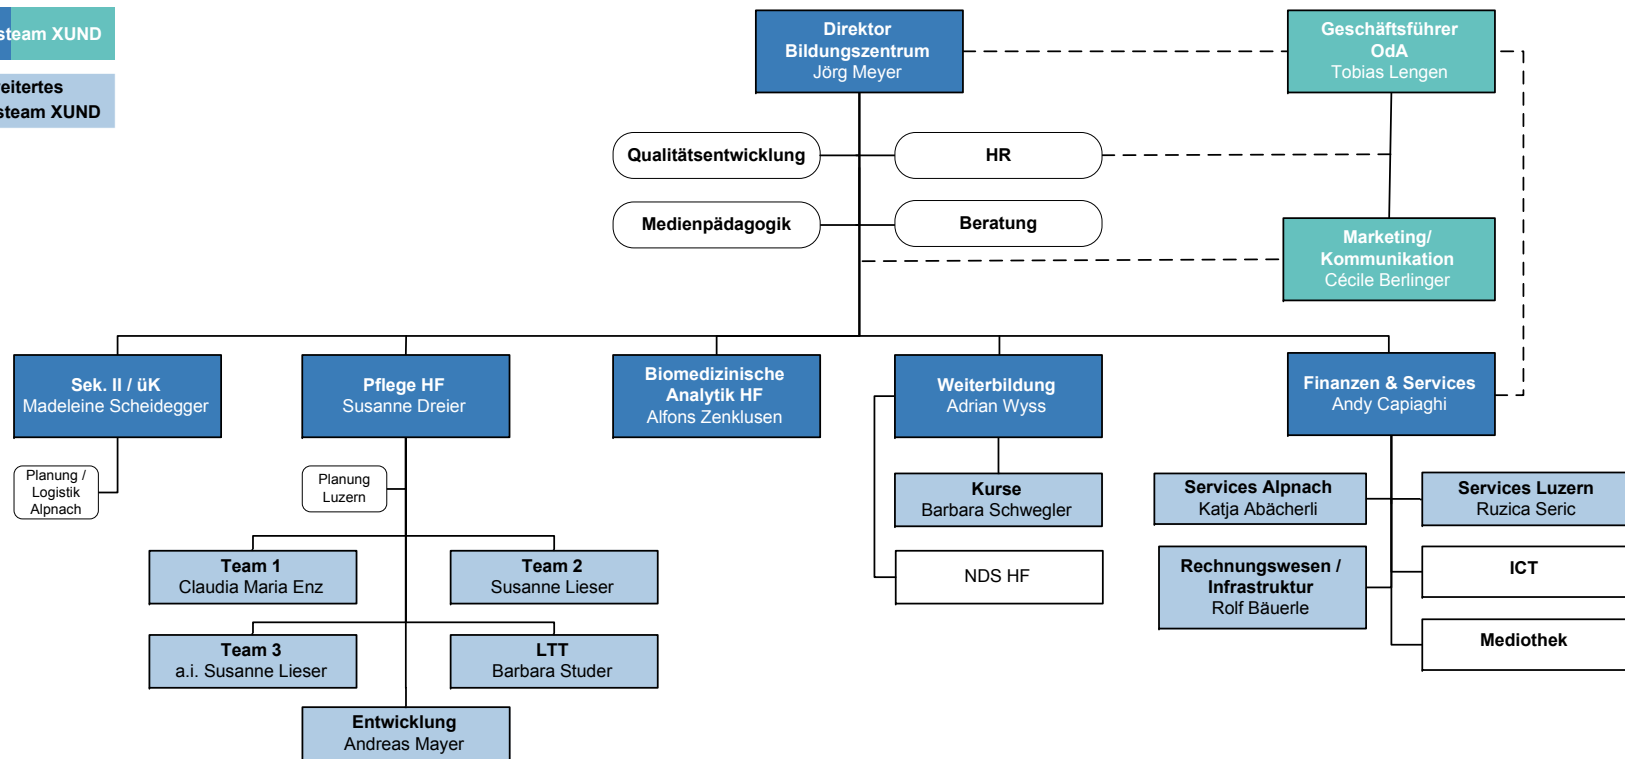 steam XUND
eitertes
steam XUND
Direktor
Bildungszentrum
Jörg Meyer
Geschäftsführer
OdA
Tobias Lengen
Qualitätsentwicklung
HR
Medienpädagogik
Beratung
Marketing/
Kommunikation
Cécile Berlinger
Sek. II / üK
Madeleine Scheidegger
Pflege HF
Susanne Dreier
Biomedizinische
Analytik HF
Alfons Zenklusen
Weiterbildung
Adrian Wyss
Finanzen & Services
Andy Capiaghi
Planung /
Logistik
Alpnach
Planung
Luzern
Kurse
Barbara Schwegler
Services Alpnach
Katja Abächerli
Services Luzern
Ruzica Seric
Team 1
Claudia Maria Enz
Team 2
Susanne Lieser
NDS HF
Rechnungswesen /
Infrastruktur
Rolf Bäuerle
ICT
Team 3
a.i. Susanne Lieser
LTT
Barbara Studer
Mediothek
Entwicklung
Andreas Mayer